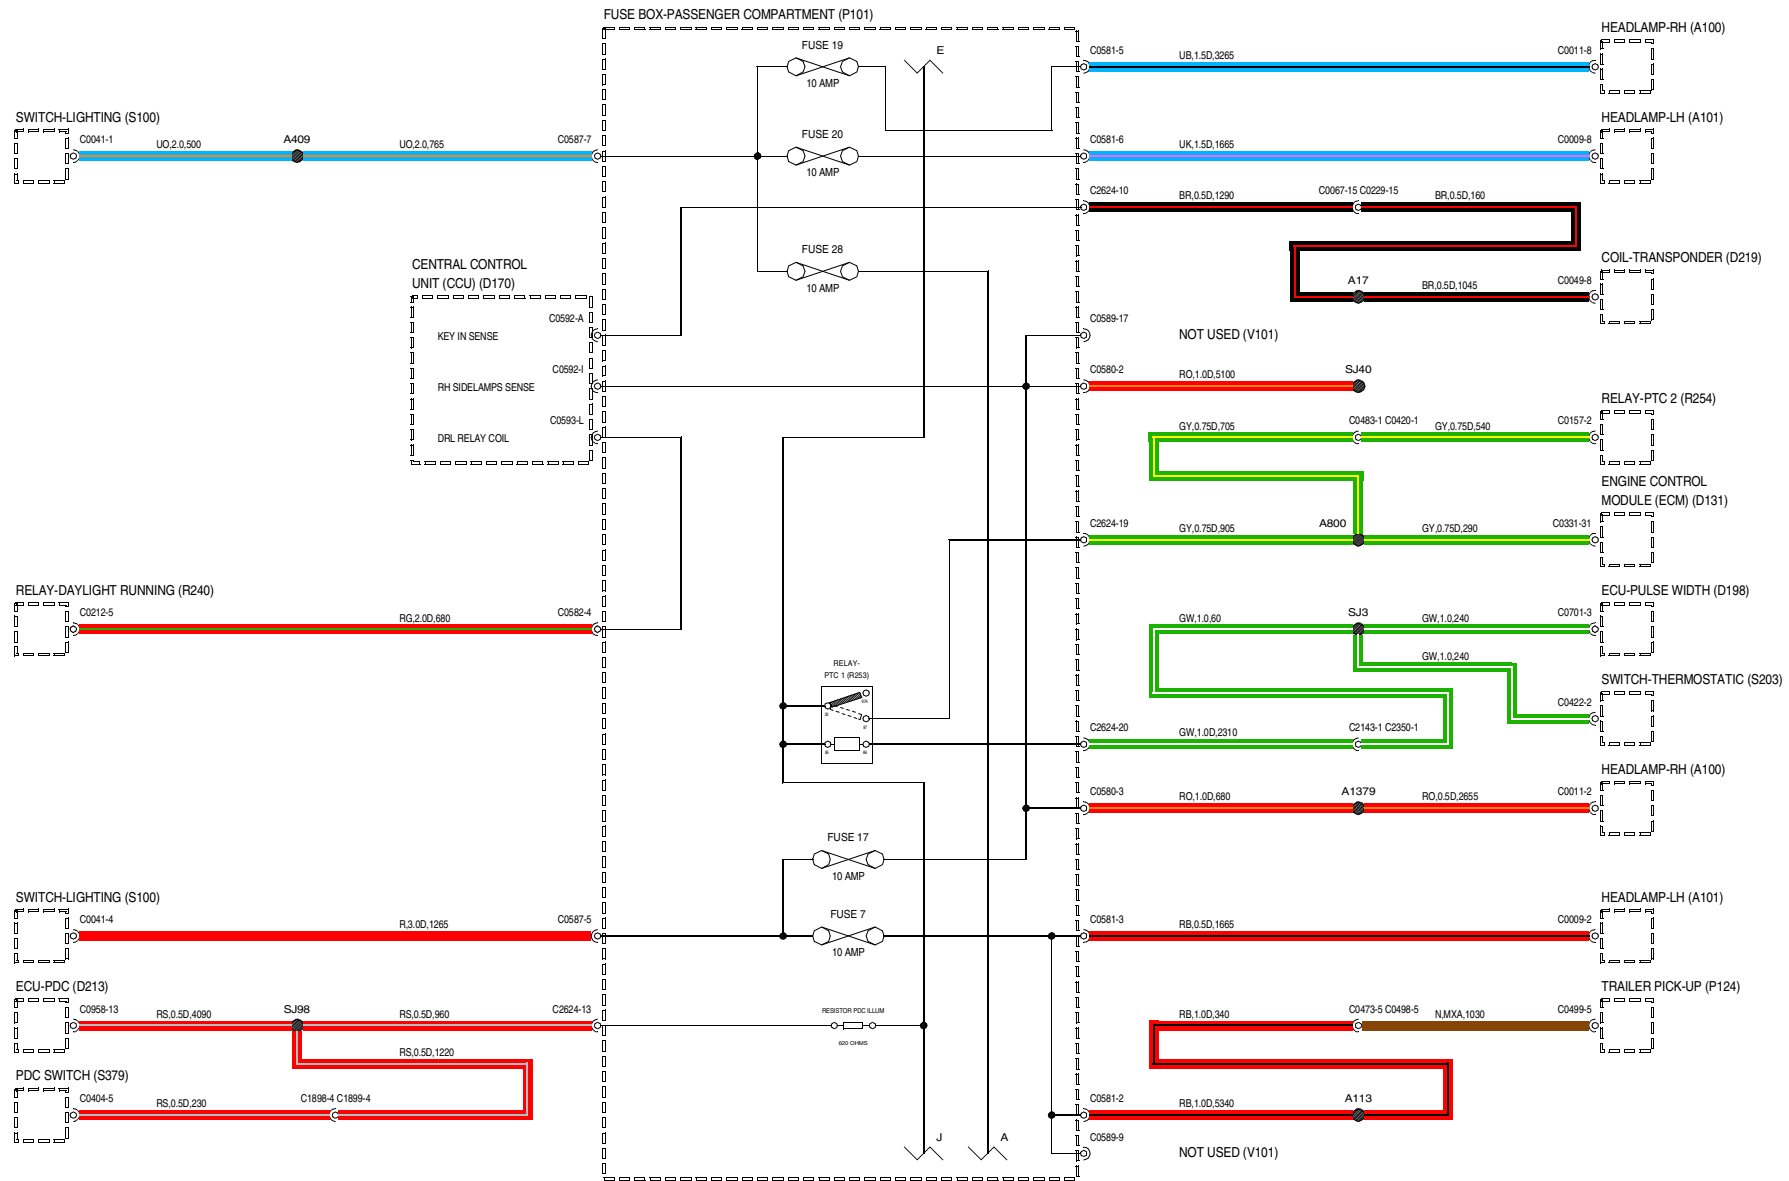 FUSE BOX-PASSENGER COMPARTMENT (P101)
HEADLAMP-RH (A100)
FUSE 19
E
C0581-5
UB,1.5D,3265
C0011-8
10 AMP
SWITCH-LIGHTING (S100)
HEADLAMP-LH (A101)
C0041-1
UO,2.0,500
A409
UO,2.0,765
C0587-7
FUSE 20
C0581-6
UK,1.5D,1665
C0009-8
10 AMP
C2624-10
BR,0.5D,1290
C0067-15 C0229-15
BR,0.5D,160
FUSE 28
10 AMP
COIL-TRANSPONDER (D219)
A17
BR,0.5D,1045
C0049-8
CENTRAL CONTROL
UNIT (CCU) (D170)
C0592-A
KEY IN SENSE
C0589-17
NOT USED (V101)
C0592-I
RH SIDELAMPS SENSE
C0580-2
RO,1.0D,5100
SJ40
RELAY-PTC 2 (R254)
C0593-L
DRL RELAY COIL
GY,0.75D,705
C0483-1 C0420-1
GY,0.75D,540
C0157-2
ENGINE CONTROL
MODULE (ECM) (D131)
C2624-19
GY,0.75D,905
A800
GY,0.75D,290
C0331-31
RELAY-DAYLIGHT RUNNING (R240)
ECU-PULSE WIDTH (D198)
C0212-5
RG,2.0D,680
C0582-4
GW,1.0,60
SJ3
GW,1.0,240
C0701-3
GW,1.0,240
RELAY-
PTC 1 (R253)
SWITCH-THERMOSTATIC (S203)
C0422-2
87A
30
87
85
86
C2624-20
GW,1.0D,2310
C2143-1 C2350-1
HEADLAMP-RH (A100)
C0580-3
RO,1.0D,680
A1379
RO,0.5D,2655
C0011-2
FUSE 17
10 AMP
SWITCH-LIGHTING (S100)
HEADLAMP-LH (A101)
C0041-4
R,3.0D,1265
C0587-5
FUSE 7
C0581-3
RB,0.5D,1665
C0009-2
10 AMP
ECU-PDC (D213)
TRAILER PICK-UP (P124)
C0958-13
RS,0.5D,4090
SJ98
RS,0.5D,960
C2624-13
RESISTOR PDC ILLUM
620 OHMS
RB,1.0D,340
C0473-5 C0498-5
N,MXA,1030
C0499-5
RS,0.5D,1220
PDC SWITCH (S379)
C0404-5
RS,0.5D,230
C1898-4 C1899-4
C0581-2
RB,1.0D,5340
A113
J
A
C0589-9
NOT USED (V101)